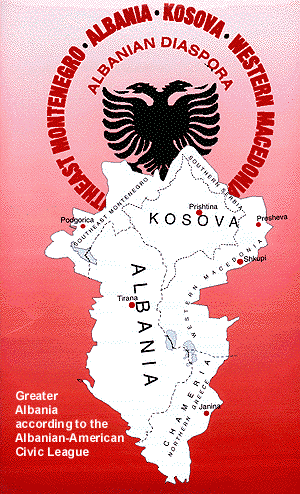 THEAST MONTENEGRO • ALBANIA • KOSOVA • WESTERN MACEDONIA
ALBANIAN DIASPORA
SOUTHERN SERBIA
SOUTHEAST MONTENEGRO
Prishtina
Podgorica
KOSOVA
Presheva
Shkupi
WESTERN MACEDONIA
ALBANIA
Tirana
CHAMERIA
NORTHERN GREECE
Janina
Greater
Albania
according to the
Albanian-American
Civic League